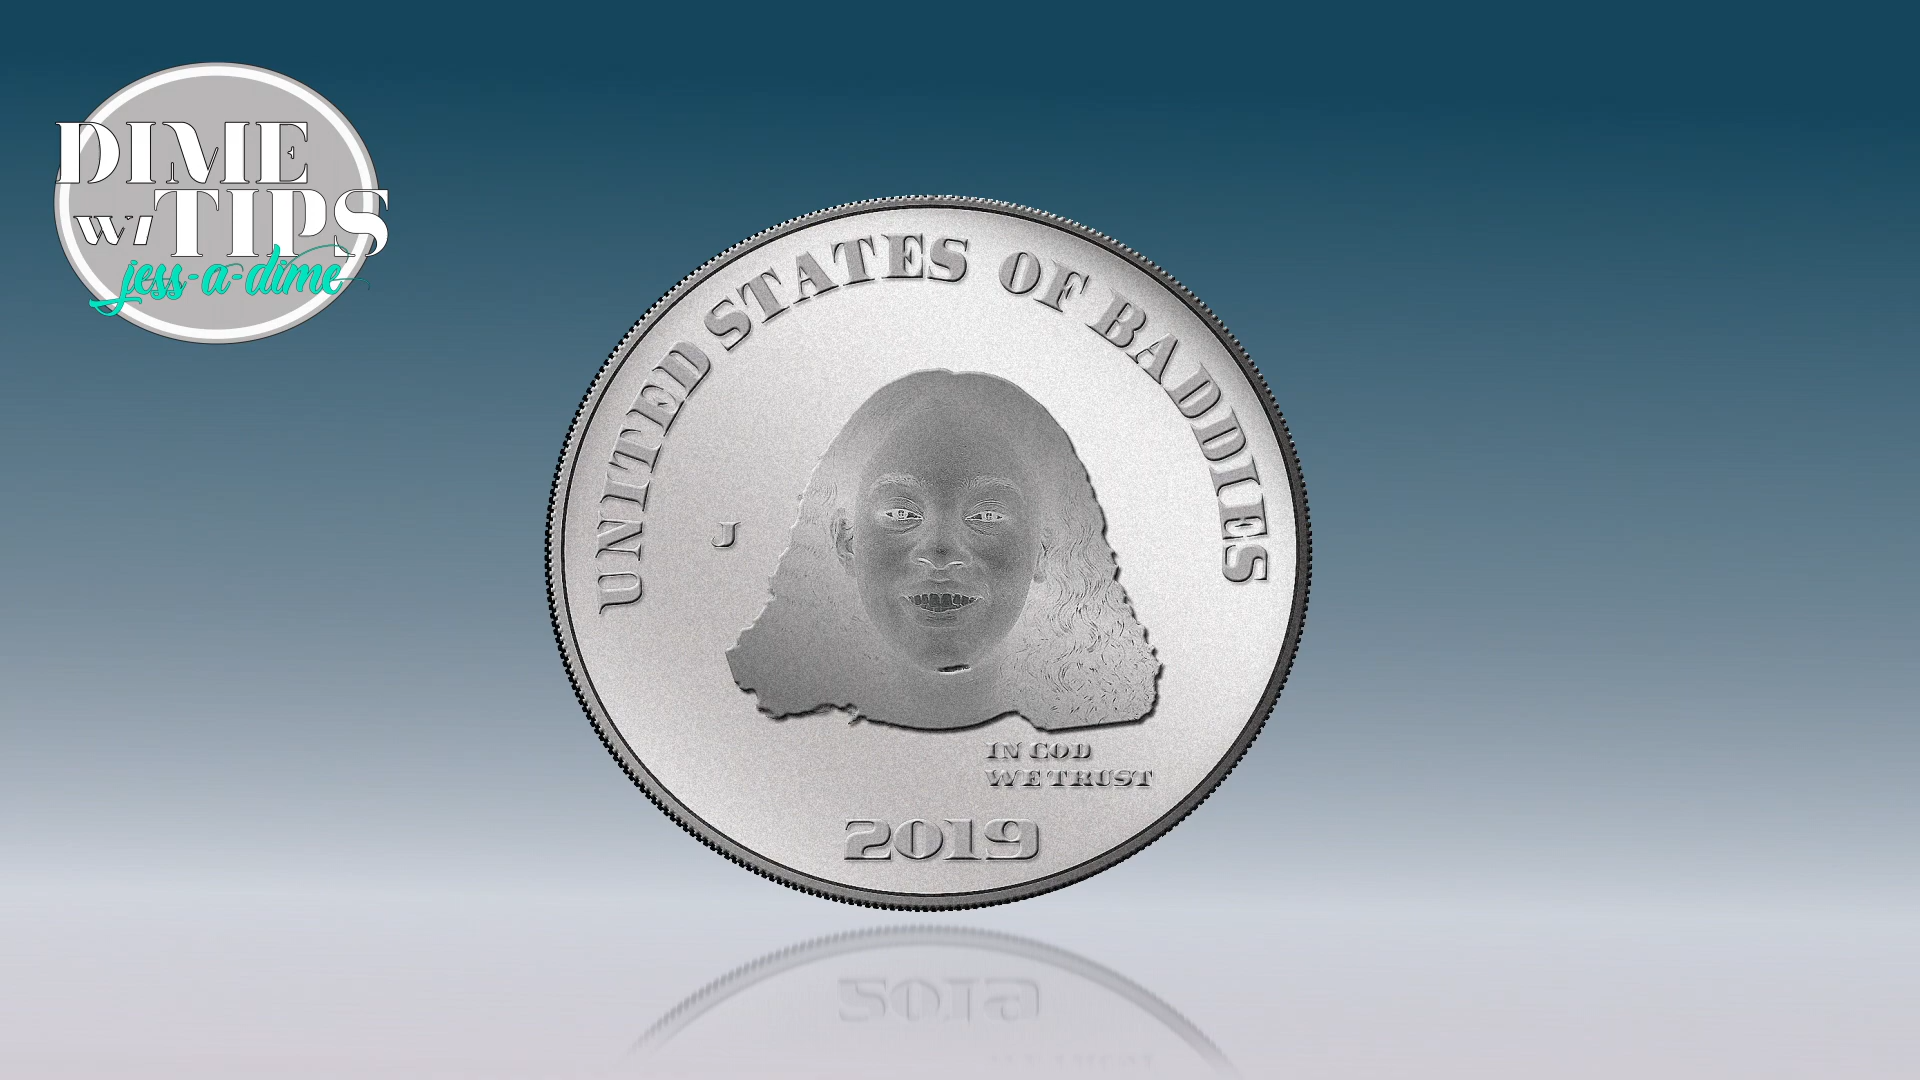 DIME
w/ TIPS
jess-a-dime
UNITED STATES OF BADDIES
J
IN GOD
WE TRUST
2019